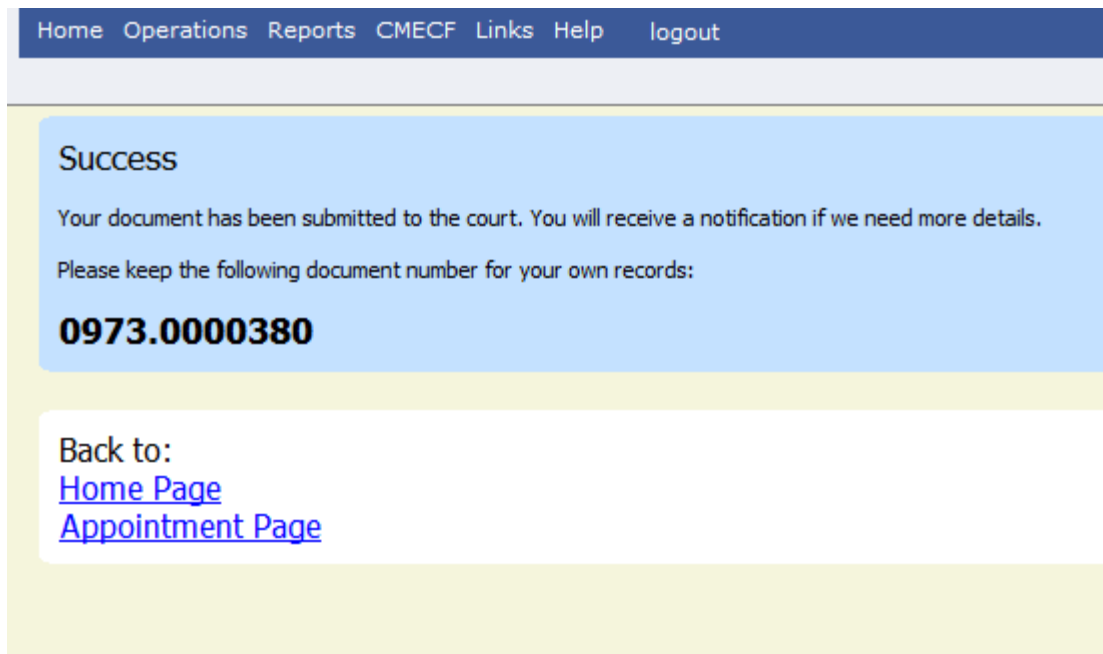 Home Operations Reports CMECF Links Help logout
Success
Your document has been submitted to the court. You will receive a notification if we need more details.
Please keep the following document number for your own records:
0973.0000380
Back to:
Home Page
Appointment Page